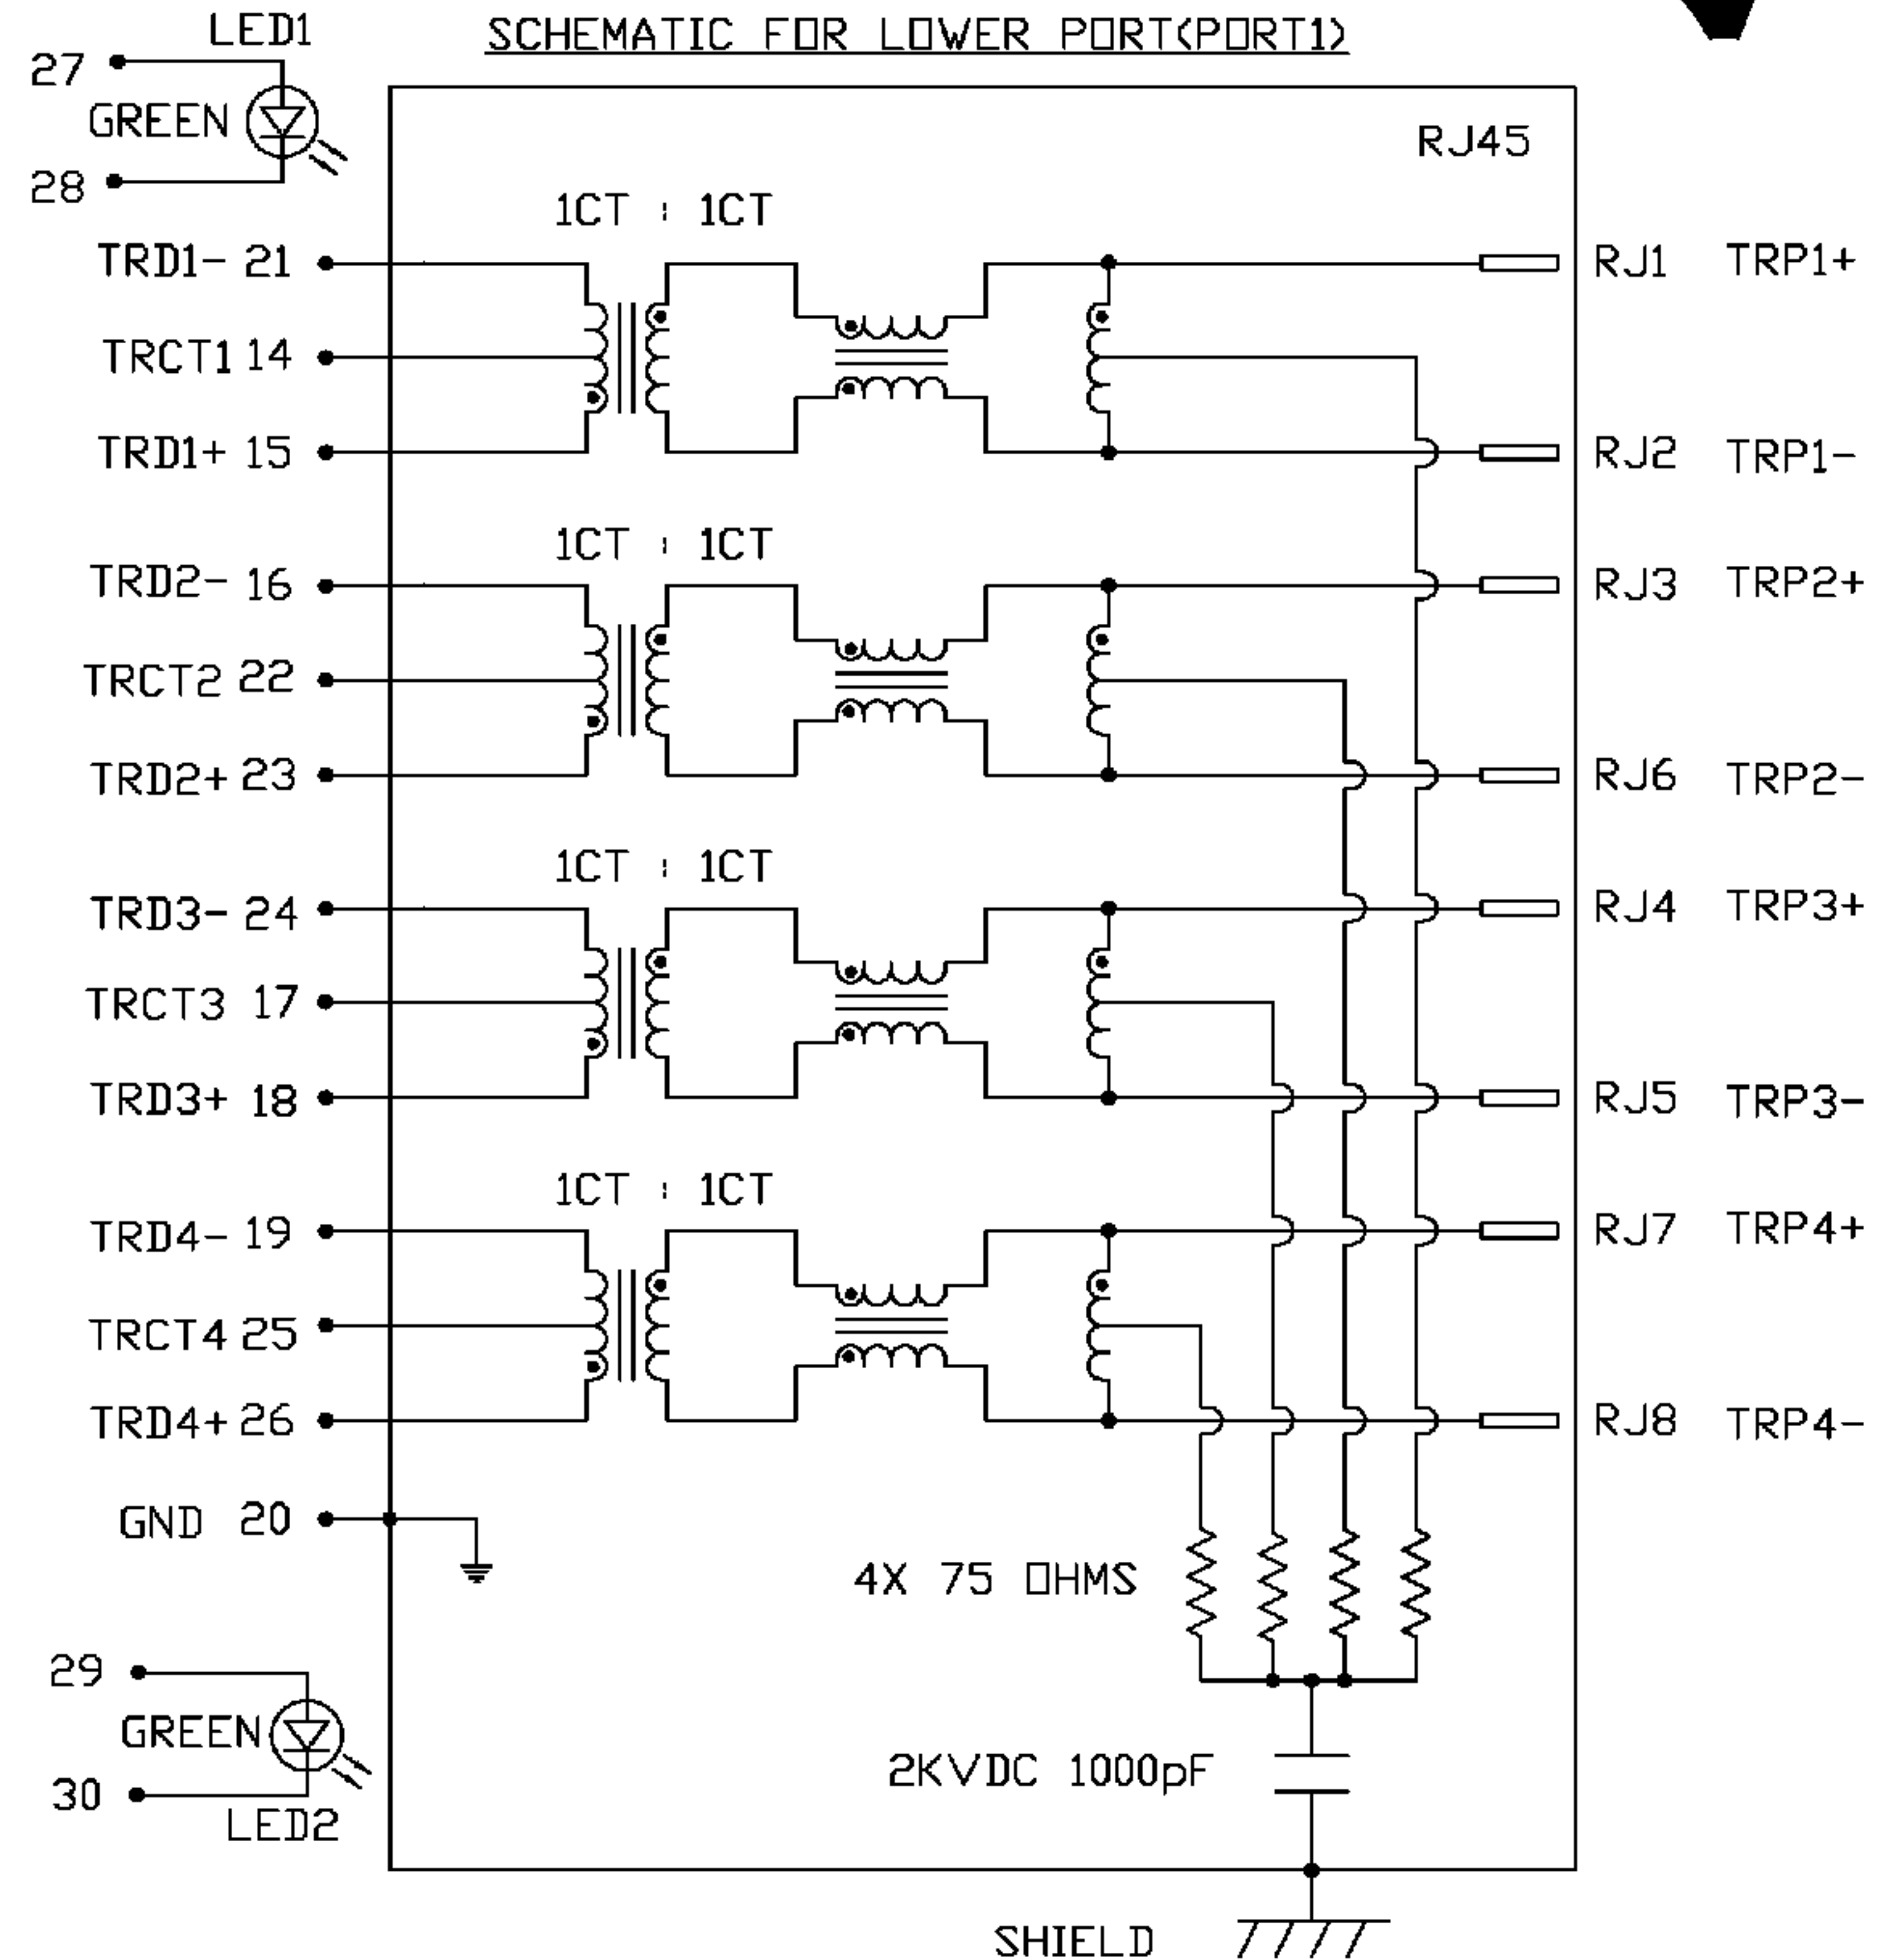 SCHEMATIC FOR LOWER PORT(PORT1)
LED1
27
GREEN
28
RJ45
1CT : 1CT
TRD1- 21
RJ1 TRP1+
TRCT1 14
TRD1+ 15
RJ2 TRP1-
1CT : 1CT
TRD2- 16
RJ3 TRP2+
TRCT2 22
TRD2+ 23
RJ6 TRP2-
1CT : 1CT
TRD3- 24
RJ4 TRP3+
TRCT3 17
TRD3+ 18
RJ5 TRP3-
1CT : 1CT
TRD4- 19
RJ7 TRP4+
TRCT4 25
TRD4+ 26
RJ8 TRP4-
GND 20
4X 75 OHMS
29
GREEN
30
LED2
2KVDC 1000pF
SHIELD